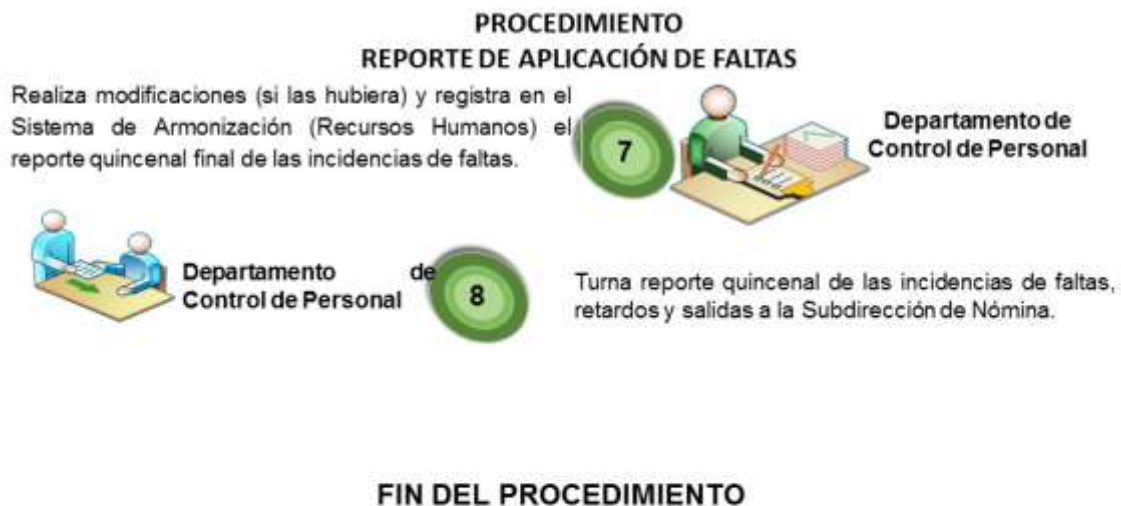 PROCEDIMIENTO
REPORTE DE APLICACIÓN DE FALTAS
Realiza modificaciones (si las hubiera) y registra en el
Sistema de Armonización (Recursos Humanos) el
reporte quincenal final de las incidencias de faltas.
7
Departamento de
Control de Personal
Departamento de
Control de Personal
8
Turna reporte quincenal de las incidencias de faltas,
retardos y salidas a la Subdirección de Nómina.
FIN DEL PROCEDIMIENTO